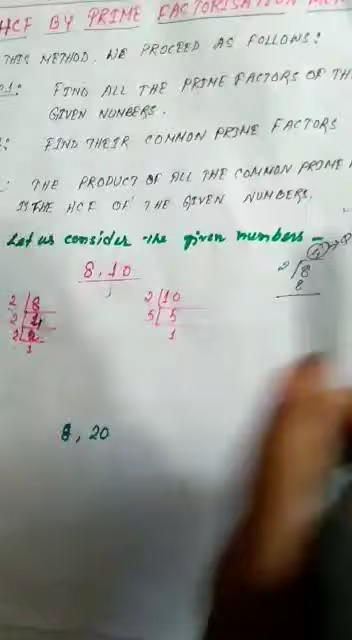 HCF BY PRIME FACTORISATION
THIS METHOD, WE PROCEED AS FOLLOWS:
FIND ALL THE PRIME FACTORS OF THE
GIVEN NUMBERS.
FIND THEIR COMMON PRIME FACTORS
THE PRODUCT OF ALL THE COMMON PRIME
IS THE HCF OF THE GIVEN NUMBERS.
Let us consider the given numbers -
8, 10
2 8
2 4
2 2
1
2 10
5 5
1
4
2 8
8
8, 20